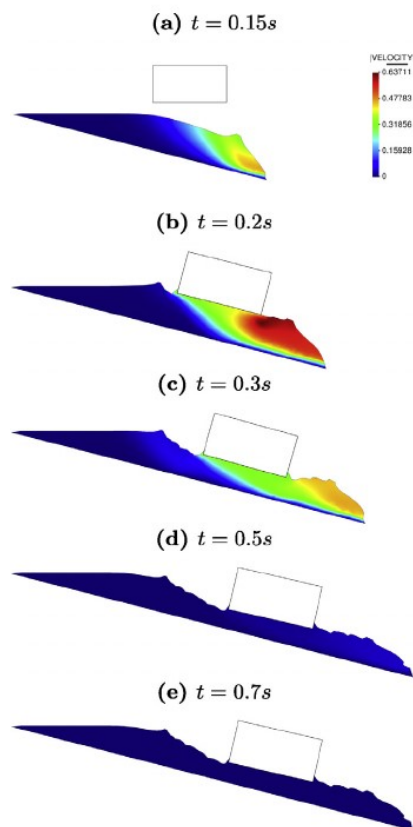 (a) t = 0.15s
|VELOCITY|
0.63711
0.47783
0.31856
0.15928
0
(b) t = 0.2s
(c) t = 0.3s
(d) t = 0.5s
(e) t = 0.7s